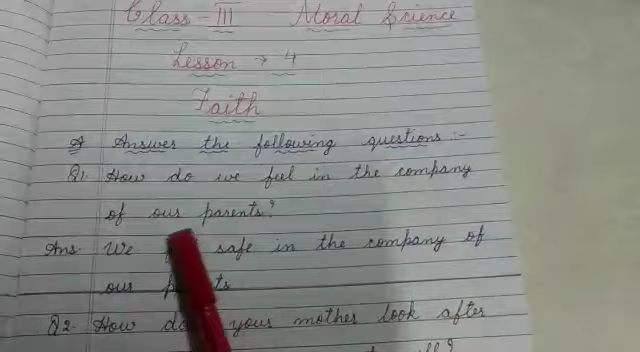 Class - III Moral Science
Lesson → 4
Faith
A Answer the following questions :-
Q1. How do we feel in the company
of our parents?
Ans. We safe in the company of
our
Q2. How your mother look after